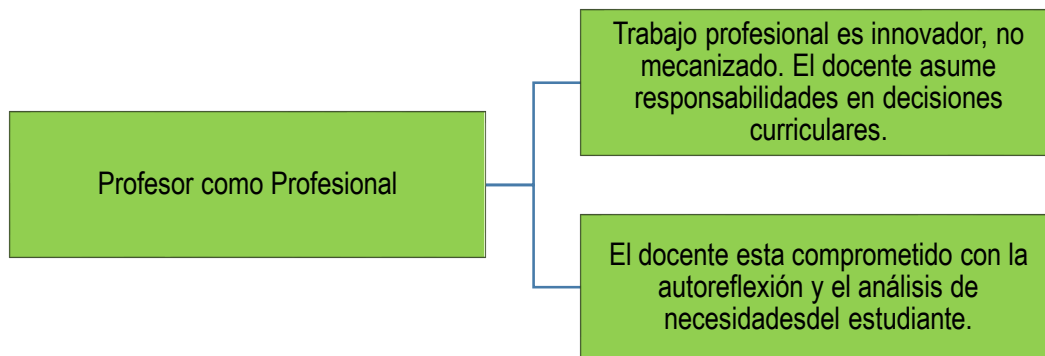 Trabajo profesional es innovador, no
mecanizado. El docente asume
responsabilidades en decisiones
curriculares.
Profesor como Profesional
El docente esta comprometido con la
autoreflexión y el análisis de
necesidadesdel estudiante.